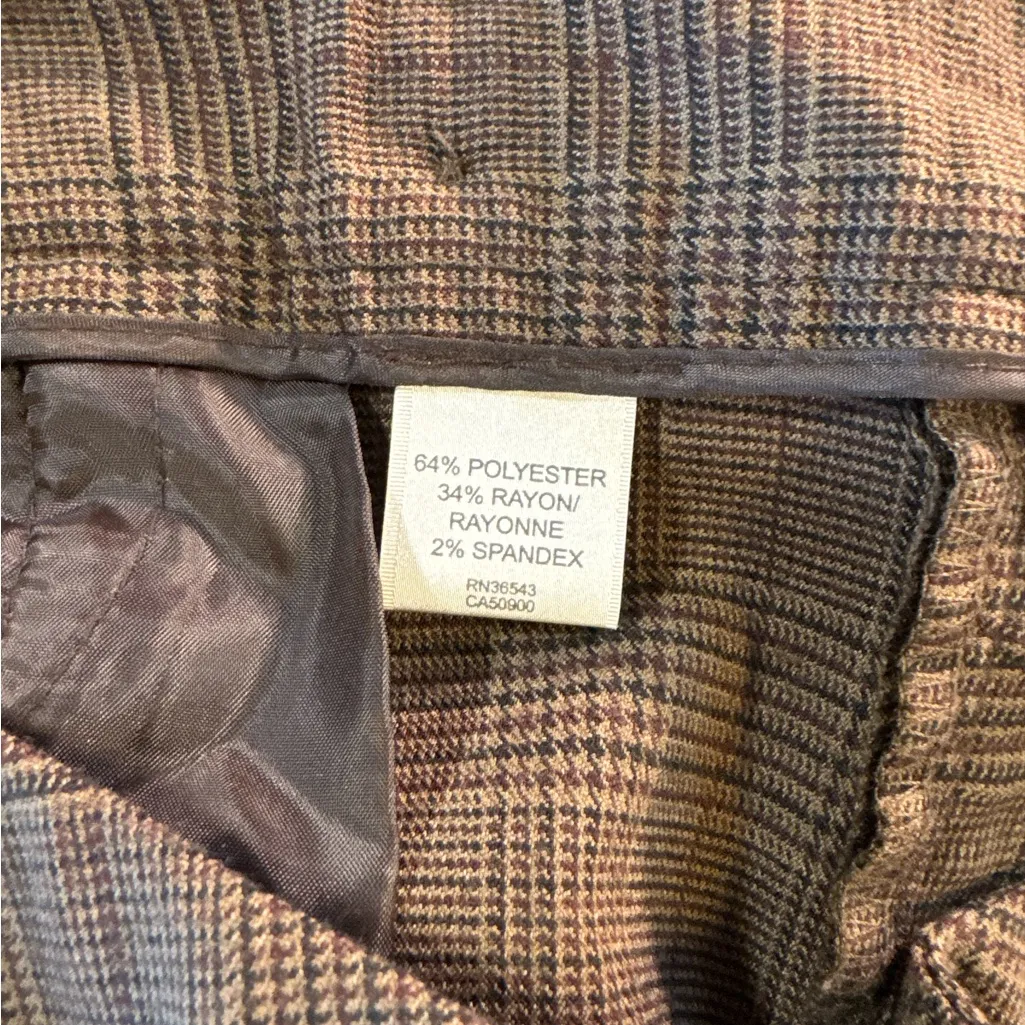 64% POLYESTER
34% RAYON/
RAYONNE
2% SPANDEX
RN36543
CA50900